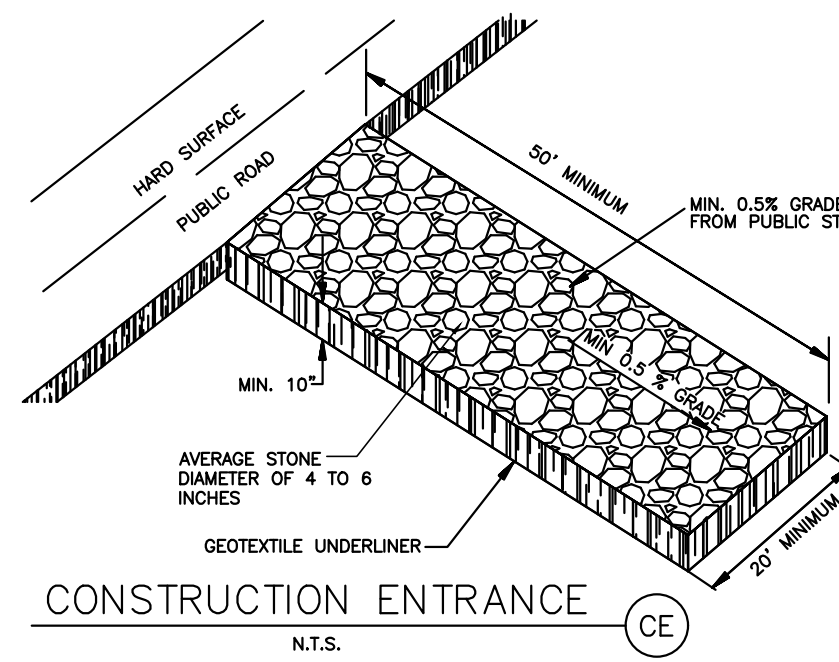 HARD SURFACE
PUBLIC ROAD
50' MINIMUM
MIN. 0.5% GRADE
FROM PUBLIC ST
MIN 0.5 % GRADE
MIN. 10"
AVERAGE STONE
DIAMETER OF 4 TO 6
INCHES
GEOTEXTILE UNDERLINER
20' MINIMUM
CONSTRUCTION ENTRANCE
CE
N.T.S.